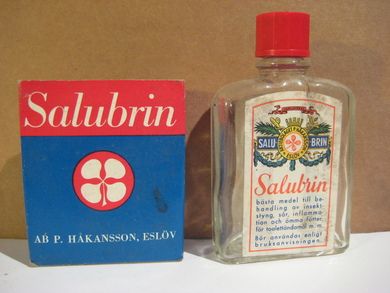 Salubrin
AB P. HÅKANSSON, ESLÖV
SALU BRIN
ESLÖV
Salubrin
bästa medel till be-
handling av insekt-
styng, sår, inflamma-
tion och ömma fötter,
för toalettändamål m.m.
Bör användas enligt
bruksanvisningen.